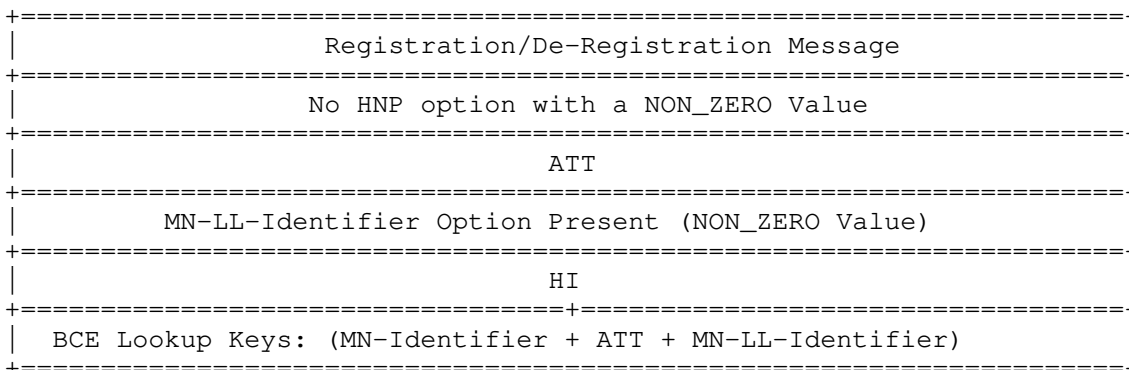 +=====================================================================+
| Registration/De-Registration Message
+=====================================================================+
| No HNP option with a NON_ZERO Value
+=====================================================================+
| ATT
+=====================================================================+
| MN-LL-Identifier Option Present (NON_ZERO Value)
+=====================================================================+
| HI
+==================================+==================================+
| BCE Lookup Keys: (MN-Identifier + ATT + MN-LL-Identifier)
+=====================================================================+